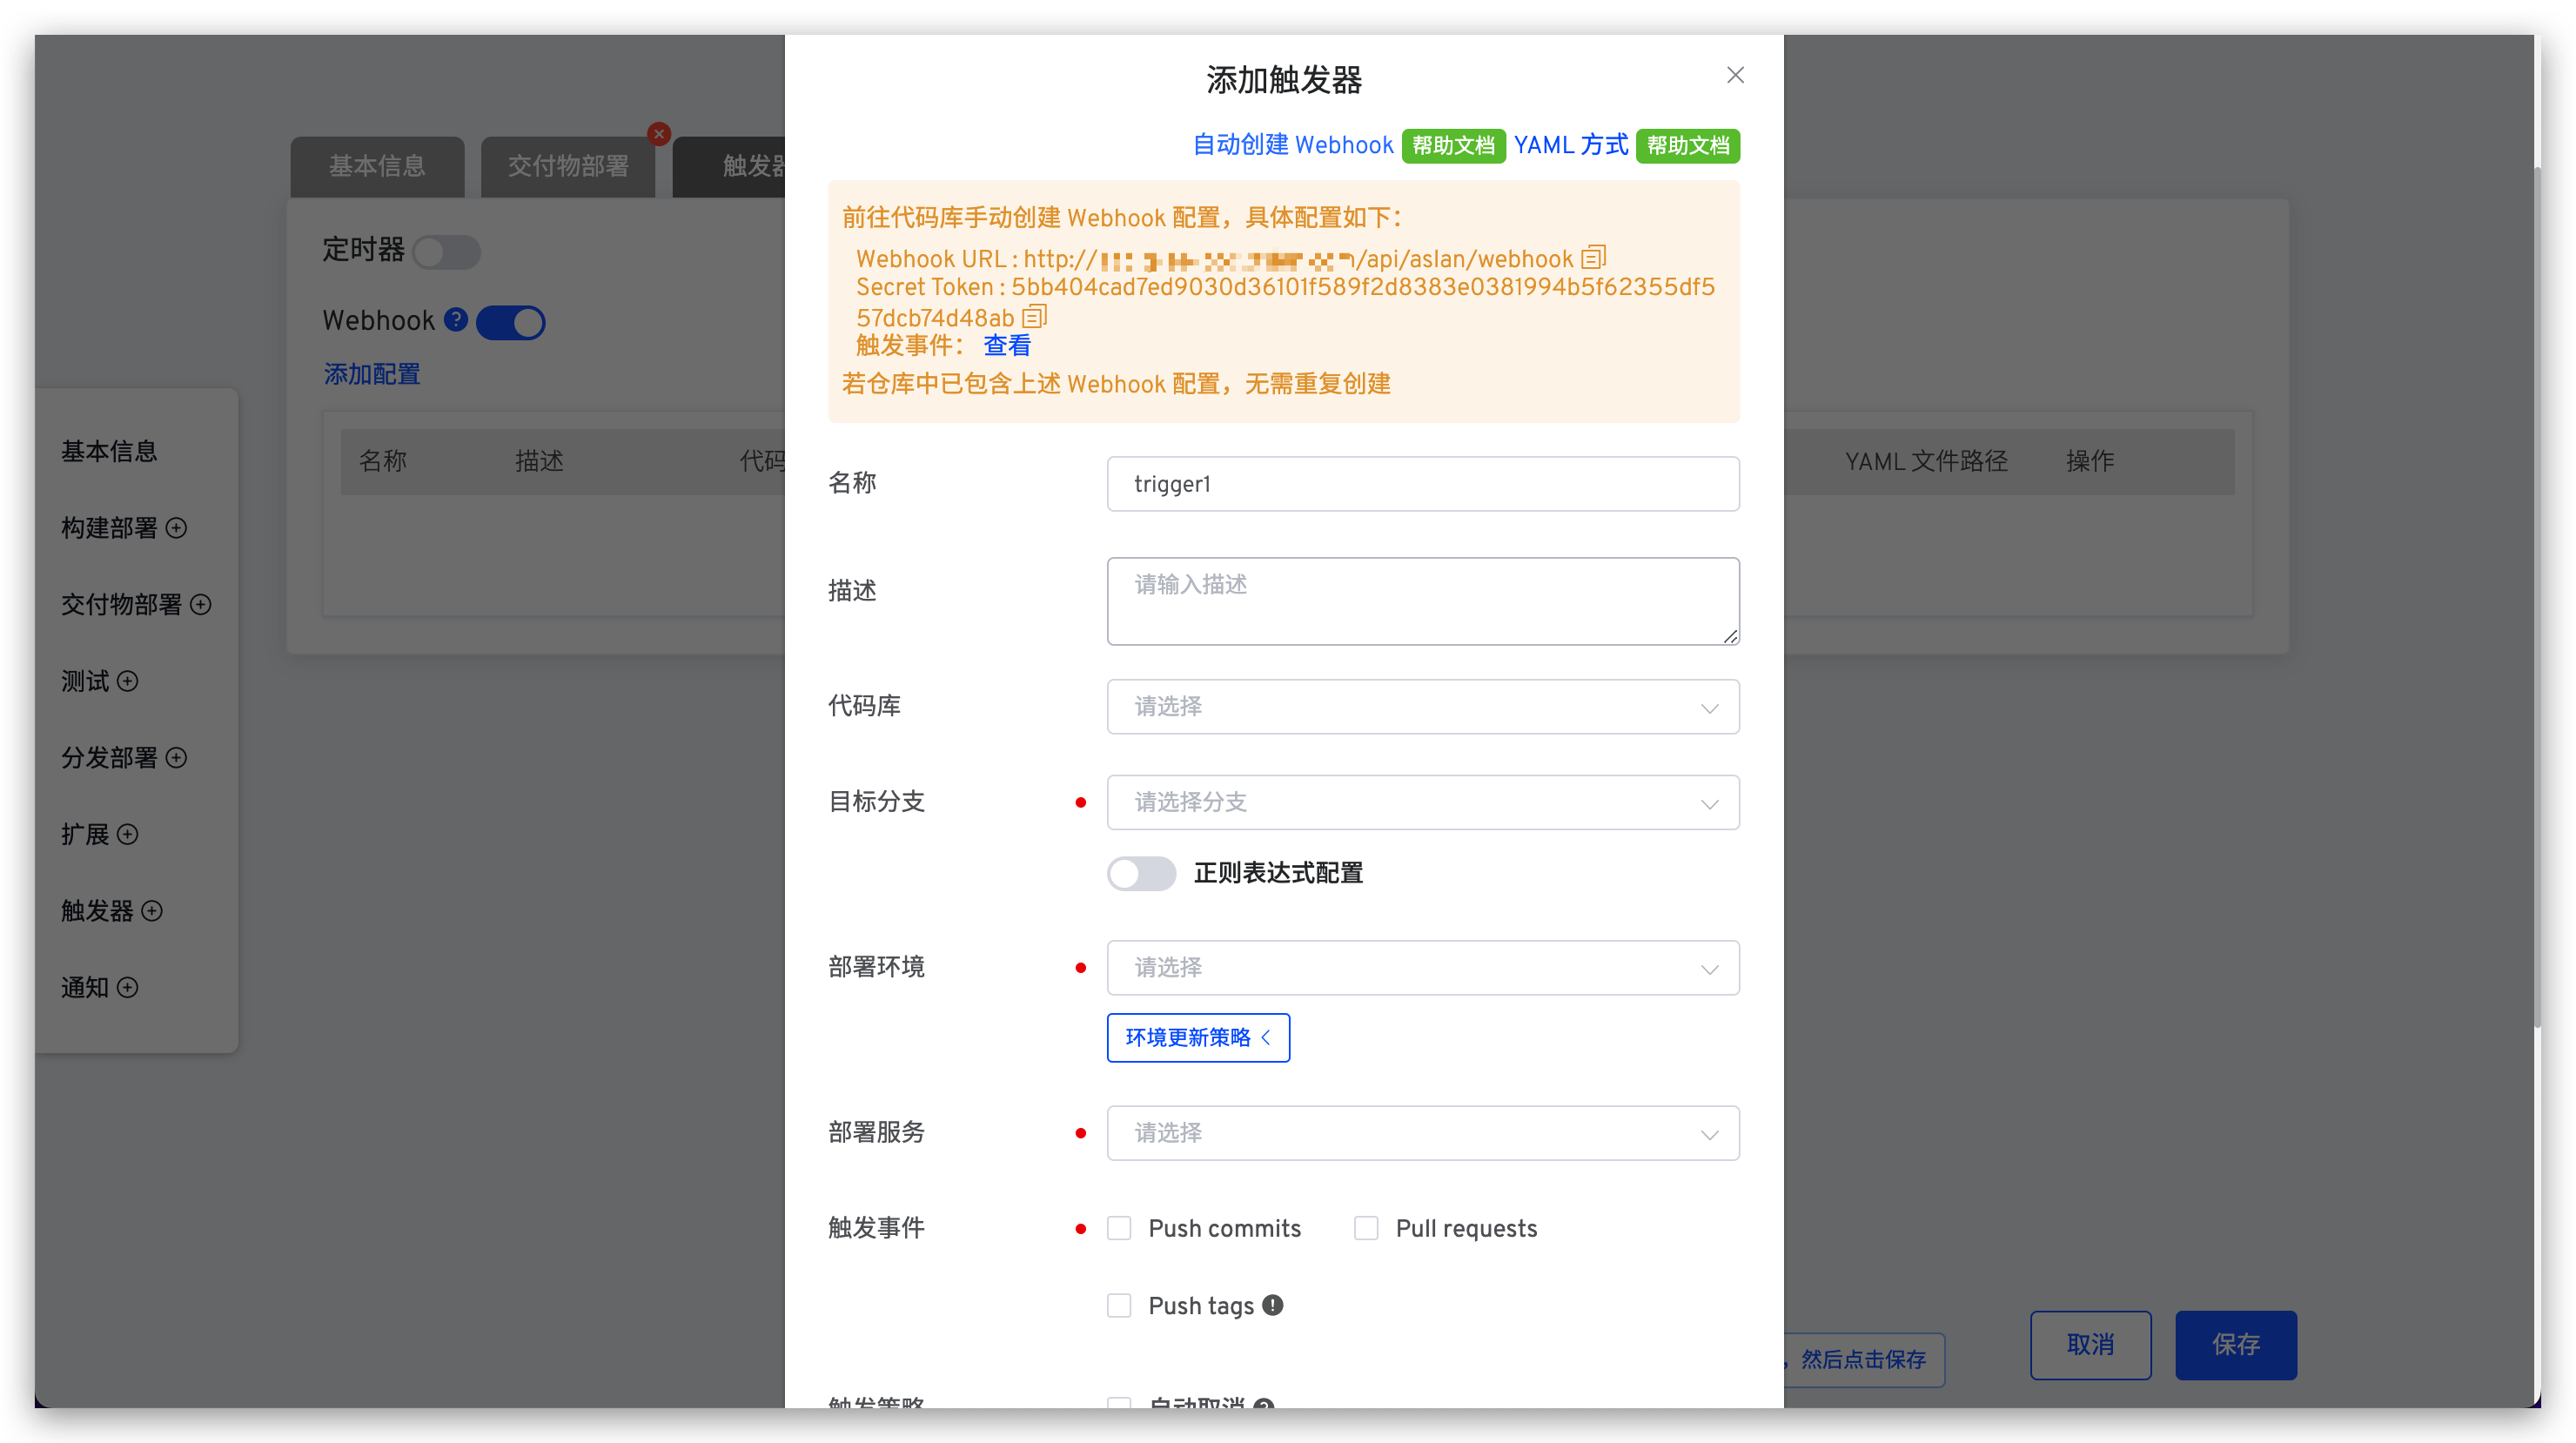 添加触发器
自动创建 Webhook 帮助文档 YAML 方式 帮助文档
前往代码库手动创建 Webhook 配置，具体配置如下：
Webhook URL : http:// /api/aslan/webhook
Secret Token : 5bb404cad7ed9030d36101f589f2d8383e0381994b5f62355df5
57dcb74d48ab
触发事件： 查看
若仓库中已包含上述 Webhook 配置，无需重复创建
名称
trigger1
描述
请输入描述
代码库
请选择
目标分支
请选择分支
正则表达式配置
部署环境
请选择
环境更新策略
部署服务
请选择
触发事件
Push commits
Pull requests
Push tags
触发策略
自动取消
基本信息
交付物部署
触发器
定时器
Webhook
添加配置
名称
描述
代码
YAML 文件路径
操作
基本信息
构建部署
交付物部署
测试
分发部署
扩展
触发器
通知
，然后点击保存
取消
保存